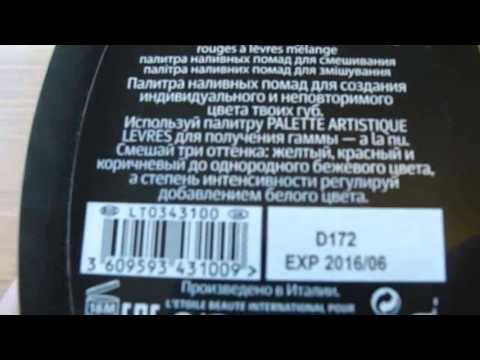 rouges à lèvres mélange
палитра наливных помад для смешивания
палітра наливних помад для змішування
Палитра наливных помад для создания
индивидуального и неповторимого
цвета твоих губ.
Используй палитру PALETTE ARTISTIQUE
LEVRES для получения гаммы — a la nu.
Смешай три оттенка: желтый, красный и
коричневый до однородного бежевого цвета,
а степень интенсивности регулируй
добавлением белого цвета.
LT0343100
3 609593 431009 >
D172
EXP 2016/06
Произведено в Италии.
18M
L'ETOILE BEAUTE INTERNATIONAL POUR